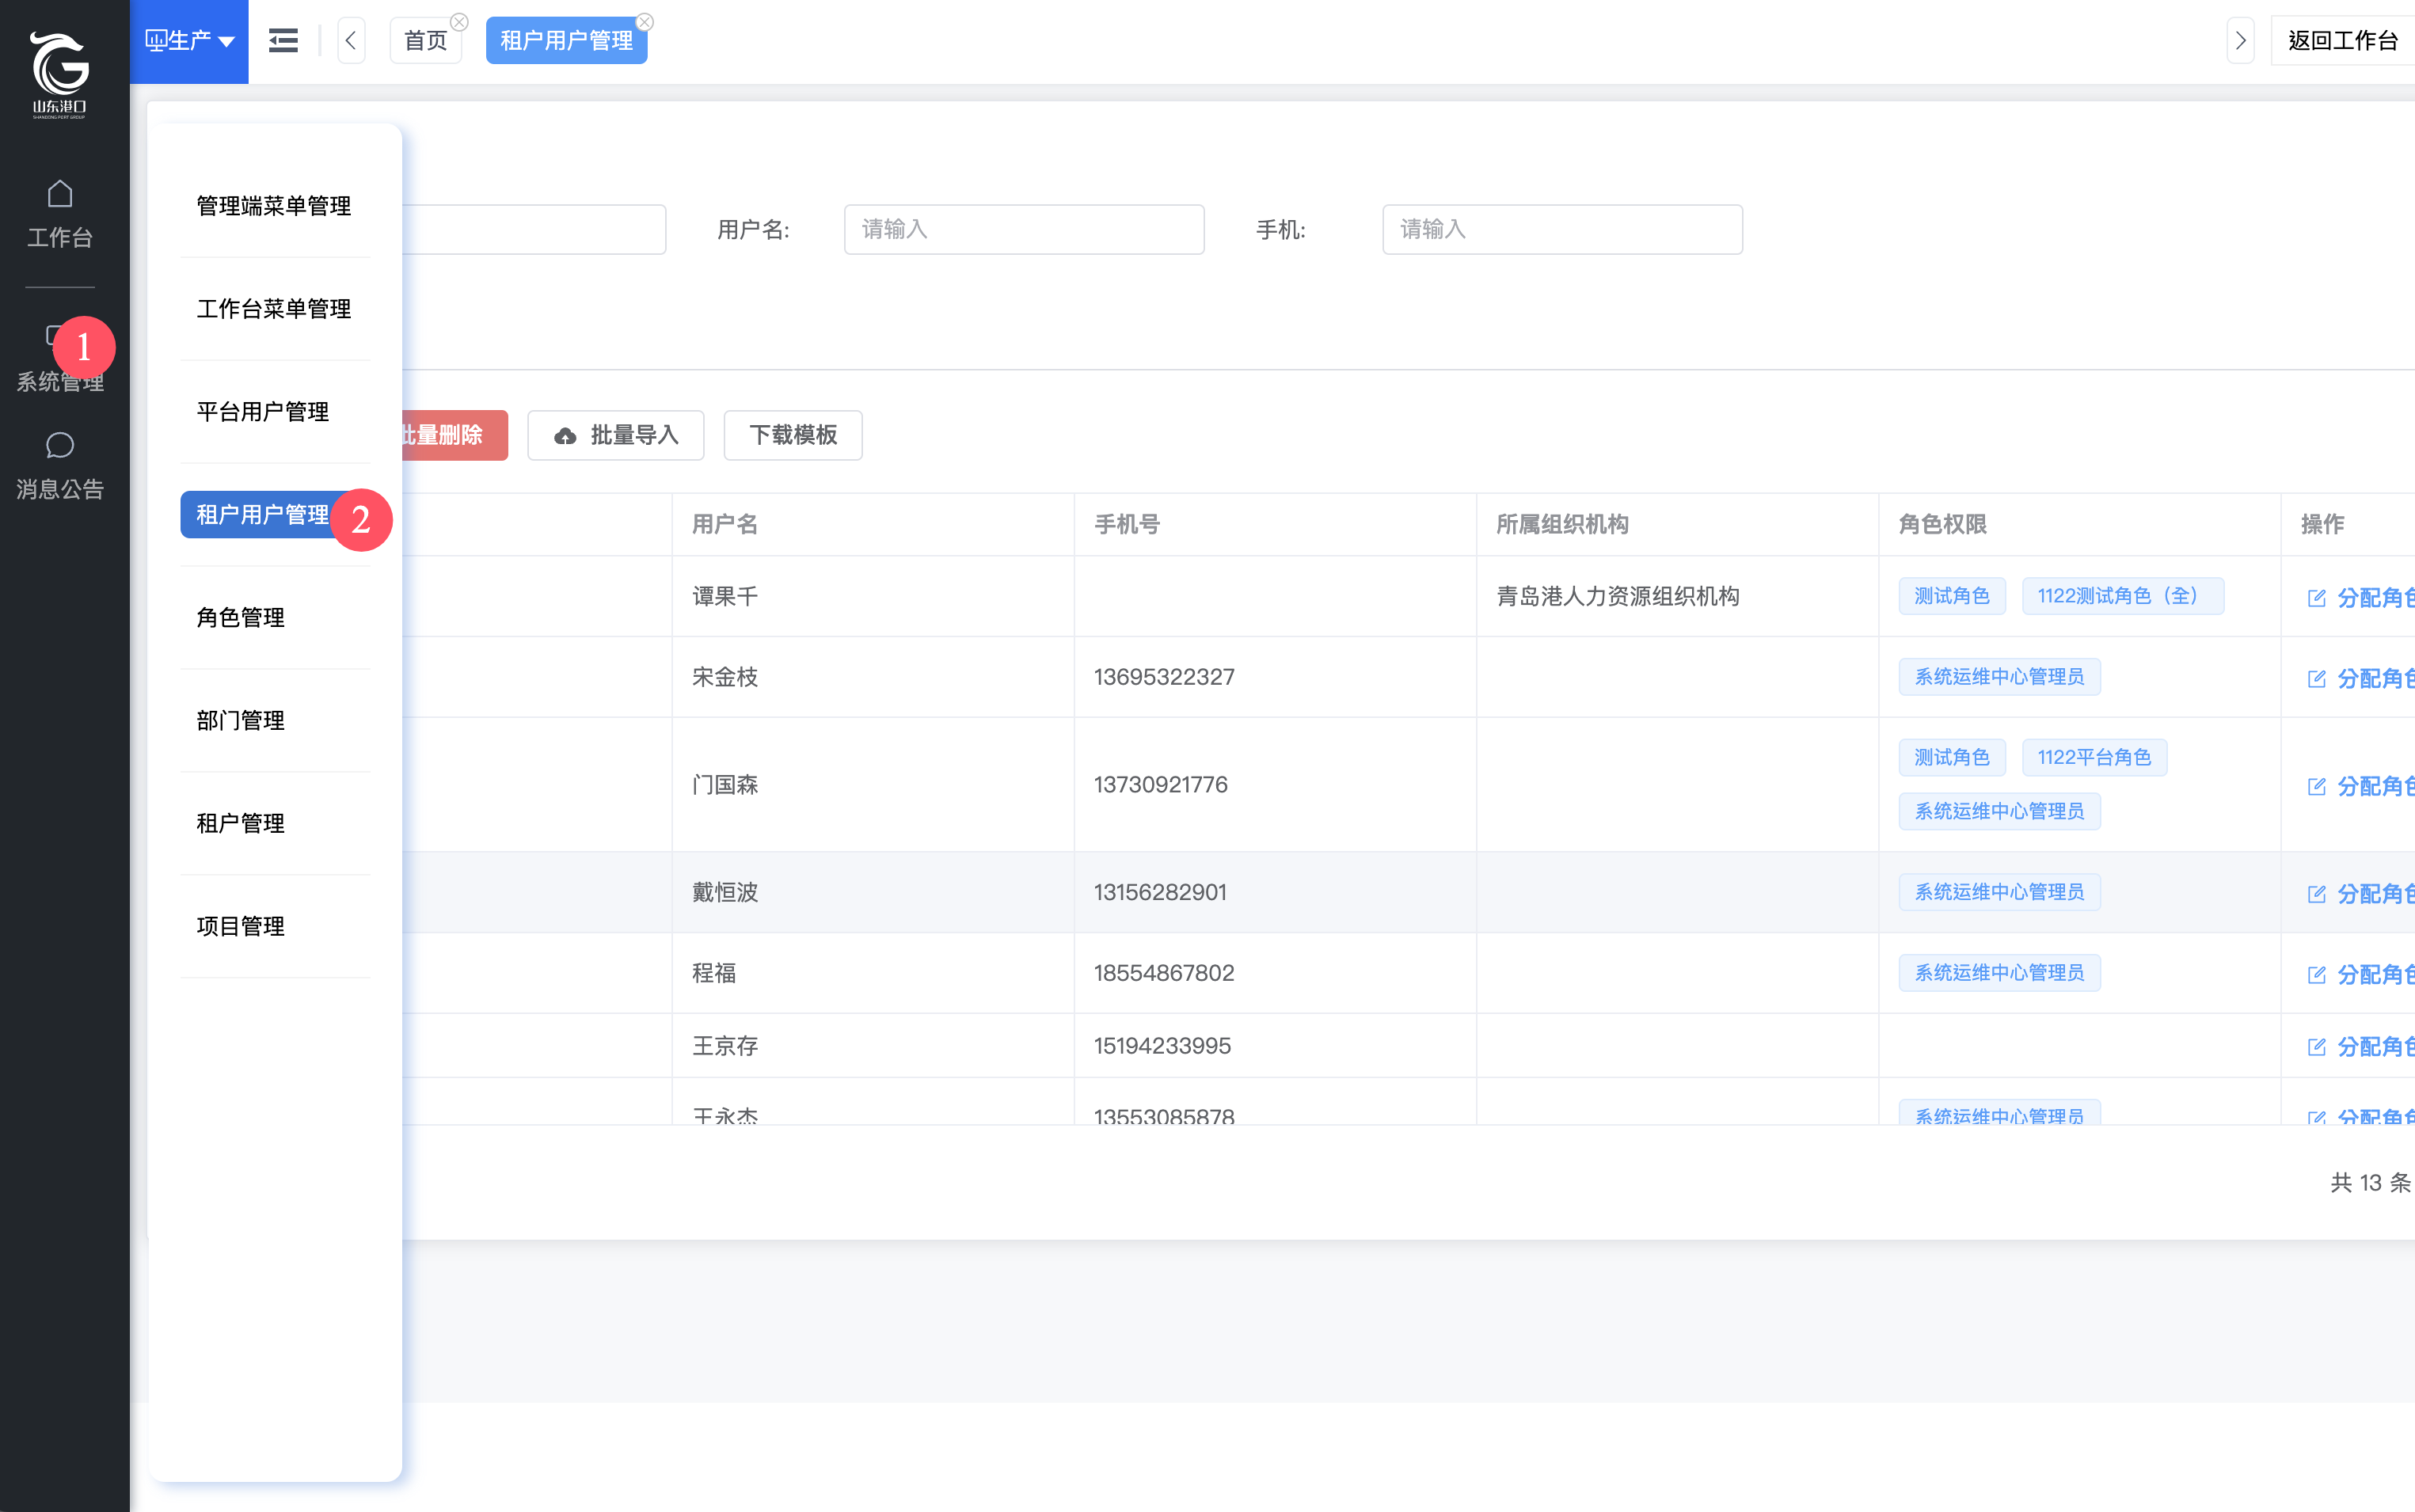 山东港口
SHANDONG PORT GROUP
生产
首页
租户用户管理
返回工作台
工作台
1
系统管理
消息公告
管理端菜单管理
工作台菜单管理
平台用户管理
租户用户管理 2
角色管理
部门管理
租户管理
项目管理
用户名: 请输入
手机: 请输入
批量删除 批量导入 下载模板
用户名 手机号 所属组织机构 角色权限 操作
谭果千 青岛港人力资源组织机构 测试角色 1122测试角色（全） 分配角色
宋金枝 13695322327 系统运维中心管理员 分配角色
门国森 13730921776 测试角色 1122平台角色 系统运维中心管理员 分配角色
戴恒波 13156282901 系统运维中心管理员 分配角色
程福 18554867802 系统运维中心管理员 分配角色
王京存 15194233995 分配角色
王永杰 13553085878 系统运维中心管理员 分配角色
共 13 条